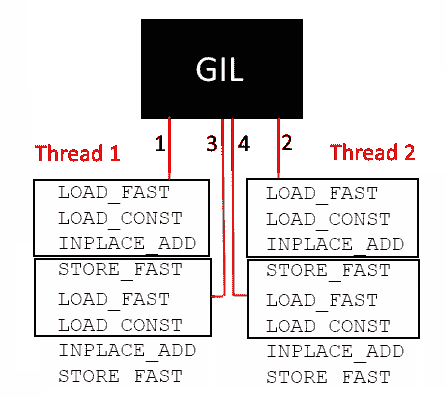 GIL
1 3 4 2
Thread 1
Thread 2
LOAD_FAST
LOAD_CONST
INPLACE_ADD
STORE_FAST
LOAD_FAST
LOAD_CONST
INPLACE_ADD
STORE_FAST
LOAD_FAST
LOAD_CONST
INPLACE_ADD
STORE_FAST
LOAD_FAST
LOAD_CONST
INPLACE_ADD
STORE_FAST